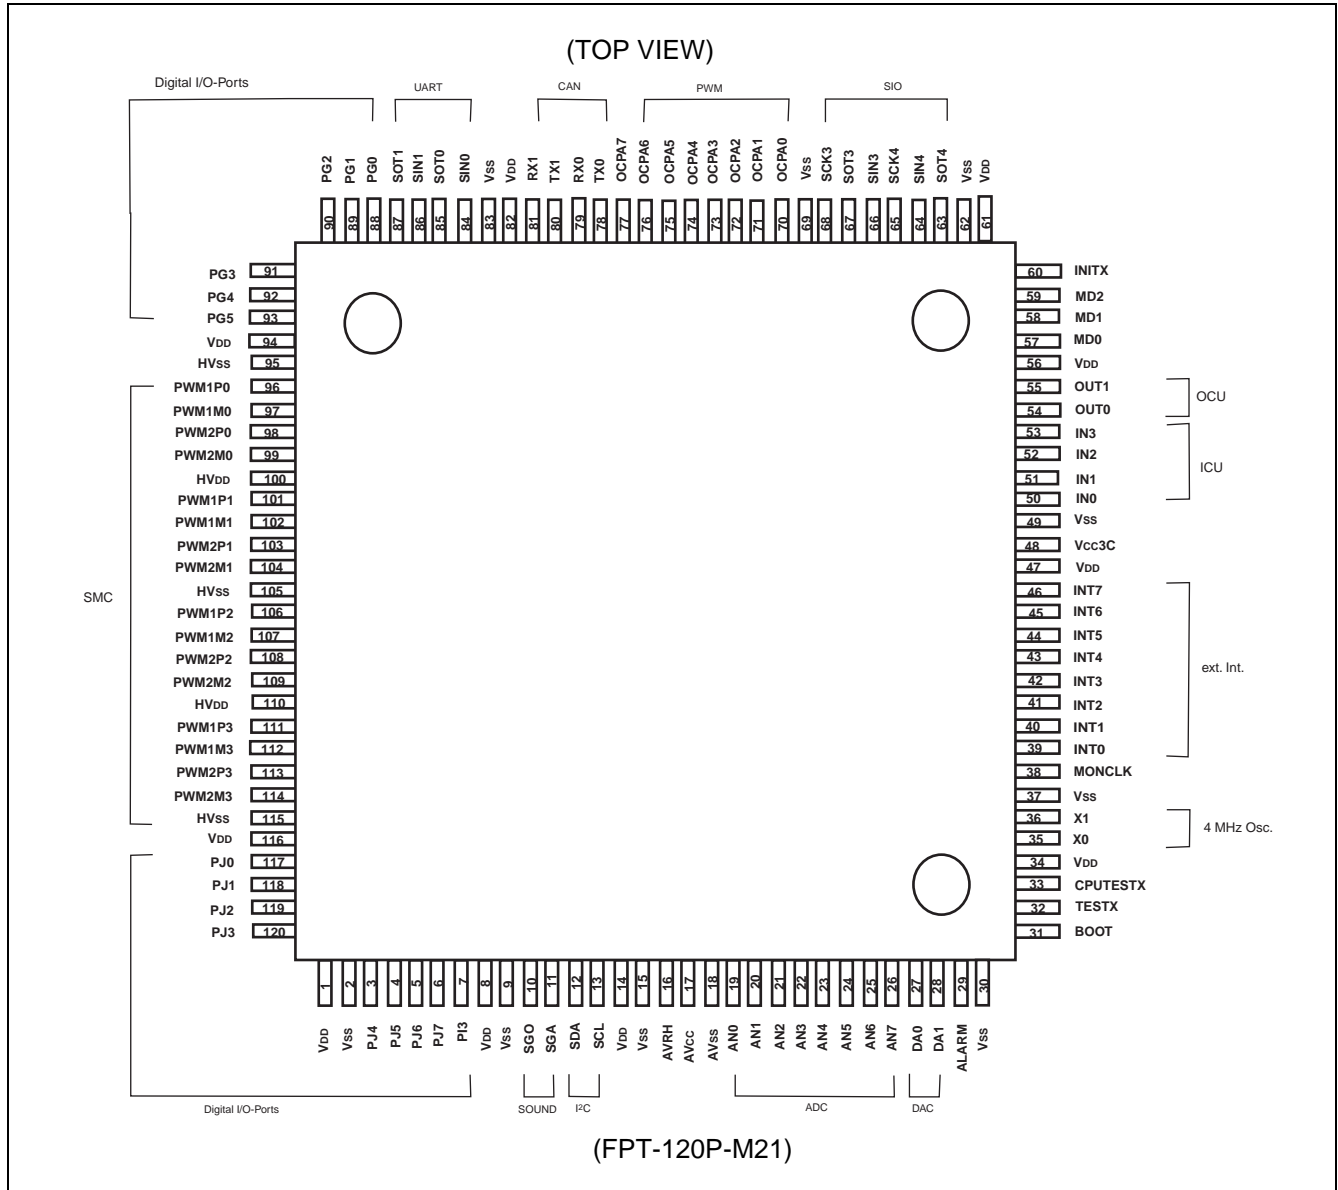 (TOP VIEW)
Digital I/O-Ports
UART
CAN
PWM
SIO
PG2 PG1 PG0 SOT1 SIN1 SOT0 SIN0 VSS VDD RX1 TX1 RX0 TX0 OCPA7 OCPA6 OCPA5 OCPA4 OCPA3 OCPA2 OCPA1 OCPA0 VSS SCK3 SOT3 SIN3 SCK4 SIN4 SOT4 VSS VDD
90 89 88 87 86 85 84 83 82 81 80 79 78 77 76 75 74 73 72 71 70 69 68 67 66 65 64 63 62 61
PG3 91
PG4 92
PG5 93
VDD 94
HVSS 95
PWM1P0 96
PWM1M0 97
PWM2P0 98
PWM2M0 99
HVDD 100
PWM1P1 101
PWM1M1 102
PWM2P1 103
PWM2M1 104
HVSS 105
PWM1P2 106
PWM1M2 107
PWM2P2 108
PWM2M2 109
HVDD 110
PWM1P3 111
PWM1M3 112
PWM2P3 113
PWM2M3 114
HVSS 115
VDD 116
PJ0 117
PJ1 118
PJ2 119
PJ3 120
SMC
60 INITX
59 MD2
58 MD1
57 MD0
56 VDD
55 OUT1
54 OUT0
53 IN3
52 IN2
51 IN1
50 IN0
49 VSS
48 VCC3C
47 VDD
46 INT7
45 INT6
44 INT5
43 INT4
42 INT3
41 INT2
40 INT1
39 INT0
38 MONCLK
37 VSS
36 X1
35 X0
34 VDD
33 CPUTESTX
32 TESTX
31 BOOT
OCU
ICU
ext. Int.
4 MHz Osc.
1 2 3 4 5 6 7 8 9 10 11 12 13 14 15 16 17 18 19 20 21 22 23 24 25 26 27 28 29 30
VDD VSS PJ4 PJ5 PJ6 PJ7 PI3 VDD VSS SGO SGA SDA SCL VDD VSS AVRH AVCC AVSS AN0 AN1 AN2 AN3 AN4 AN5 AN6 AN7 DA0 DA1 ALARM VSS
Digital I/O-Ports
SOUND
I²C
ADC
DAC
(FPT-120P-M21)